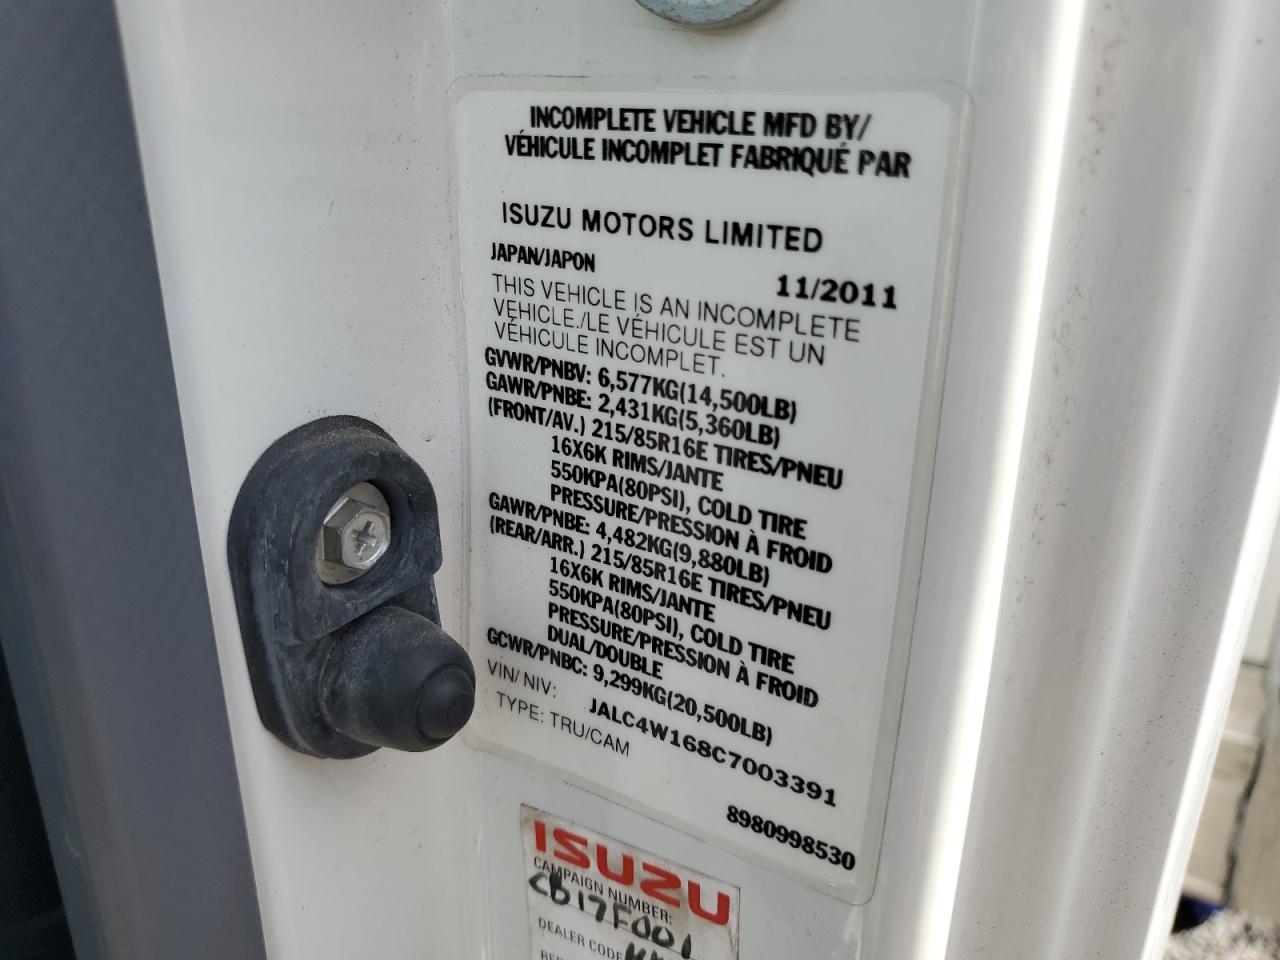 INCOMPLETE VEHICLE MFD BY/
VÉHICULE INCOMPLET FABRIQUÉ PAR
ISUZU MOTORS LIMITED
JAPAN/JAPON 11/2011
THIS VEHICLE IS AN INCOMPLETE
VEHICLE./LE VÉHICULE EST UN
VÉHICULE INCOMPLET.
GVWR/PNBV: 6,577KG(14,500LB)
GAWR/PNBE: 2,431KG(5,360LB)
(FRONT/AV.) 215/85R16E TIRES/PNEU
16X6K RIMS/JANTE
550KPA(80PSI), COLD TIRE
PRESSURE/PRESSION À FROID
GAWR/PNBE: 4,482KG(9,880LB)
(REAR/ARR.) 215/85R16E TIRES/PNEU
16X6K RIMS/JANTE
550KPA(80PSI), COLD TIRE
PRESSURE/PRESSION À FROID
DUAL/DOUBLE
GCWR/PNBC: 9,299KG(20,500LB)
VIN/ NIV: JALC4W168C7003391
TYPE: TRU/CAM
8980998530
ISUZU
CAMPAIGN NUMBER:
CB17F001
DEALER CODE